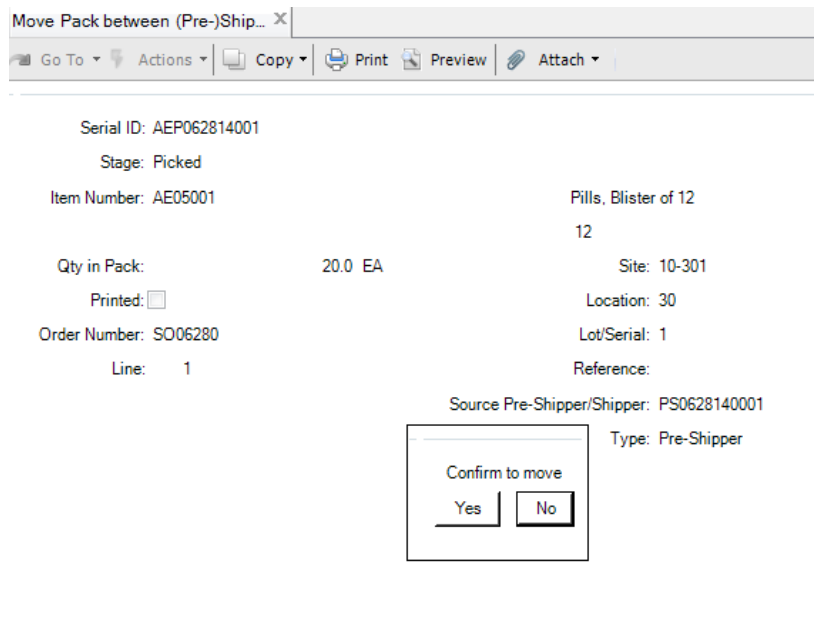 Move Pack between (Pre-)Ship... X
Go To Actions Copy Print Preview Attach
Serial ID: AEP062814001
Stage: Picked
Item Number: AE05001 Pills, Blister of 12
12
Qty in Pack: 20.0 EA Site: 10-301
Printed: Location: 30
Order Number: SO06280 Lot/Serial: 1
Line: 1 Reference:
Source Pre-Shipper/Shipper: PS0628140001
Type: Pre-Shipper
Confirm to move
Yes No